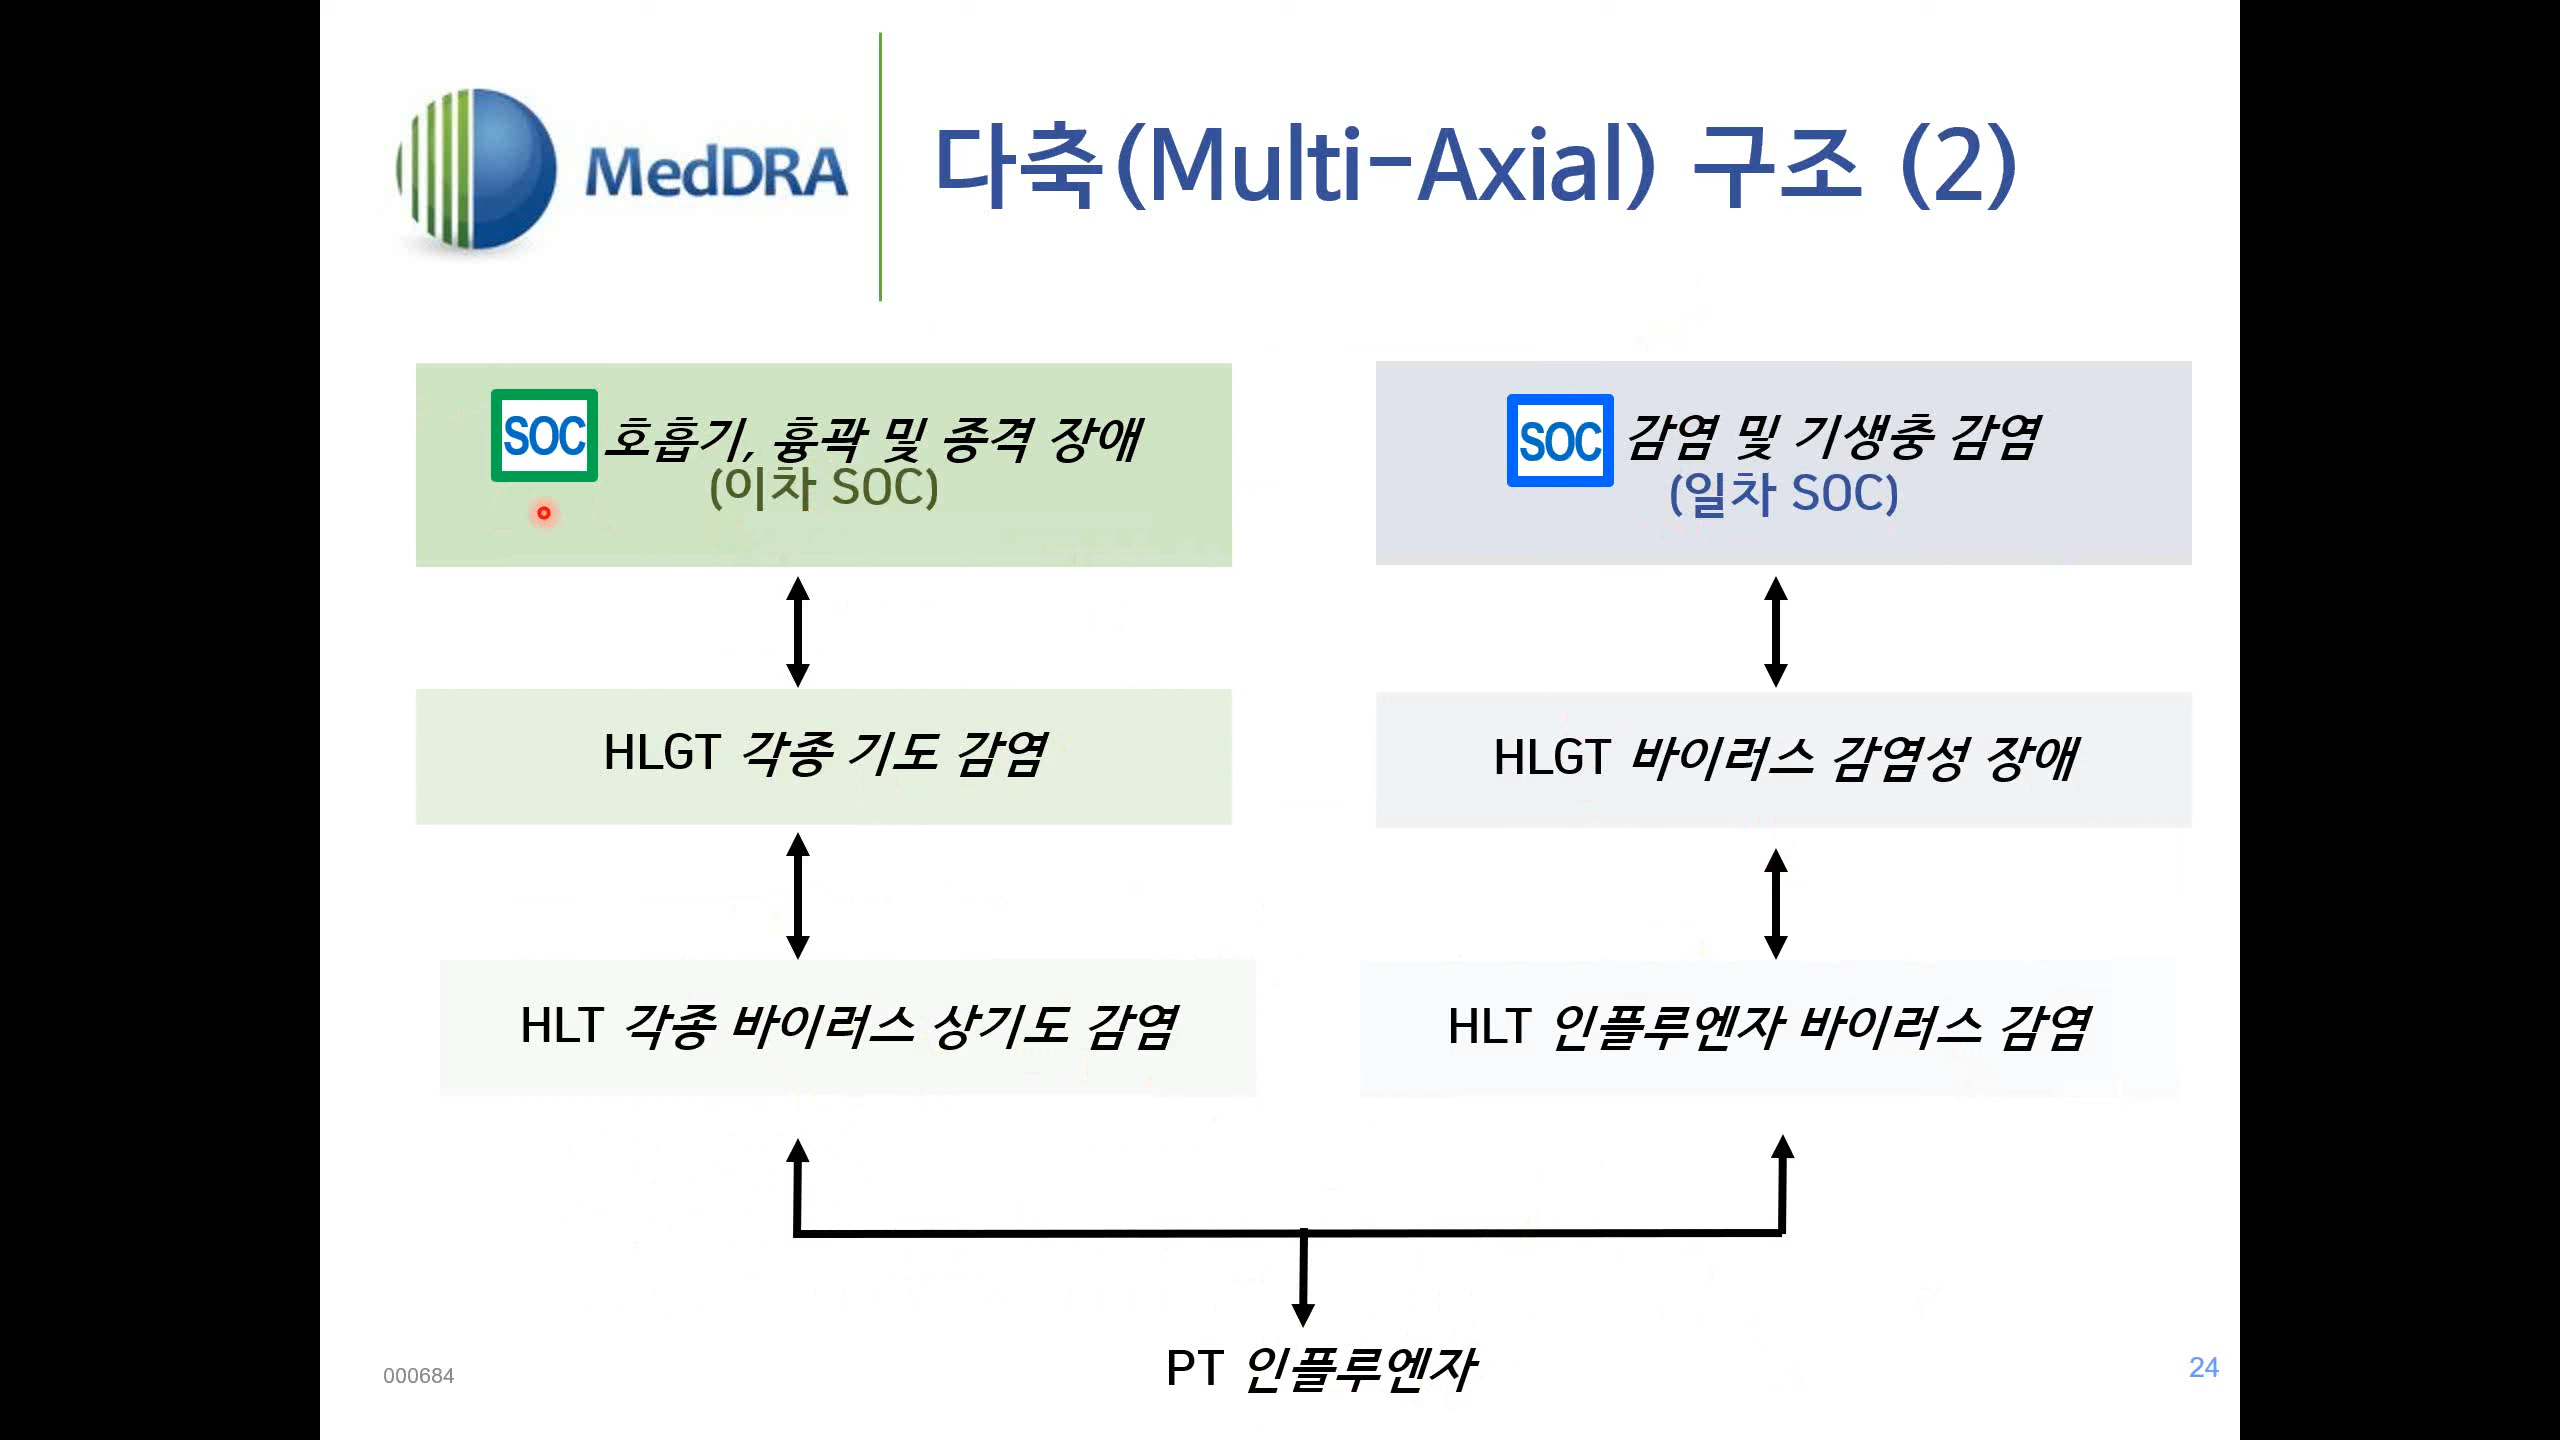 MedDRA
다축(Multi-Axial) 구조 (2)
SOC 호흡기, 흉곽 및 종격 장애
(이차 SOC)
SOC 감염 및 기생충 감염
(일차 SOC)
HLGT 각종 기도 감염
HLGT 바이러스 감염성 장애
HLT 각종 바이러스 상기도 감염
HLT 인플루엔자 바이러스 감염
PT 인플루엔자
000684
24